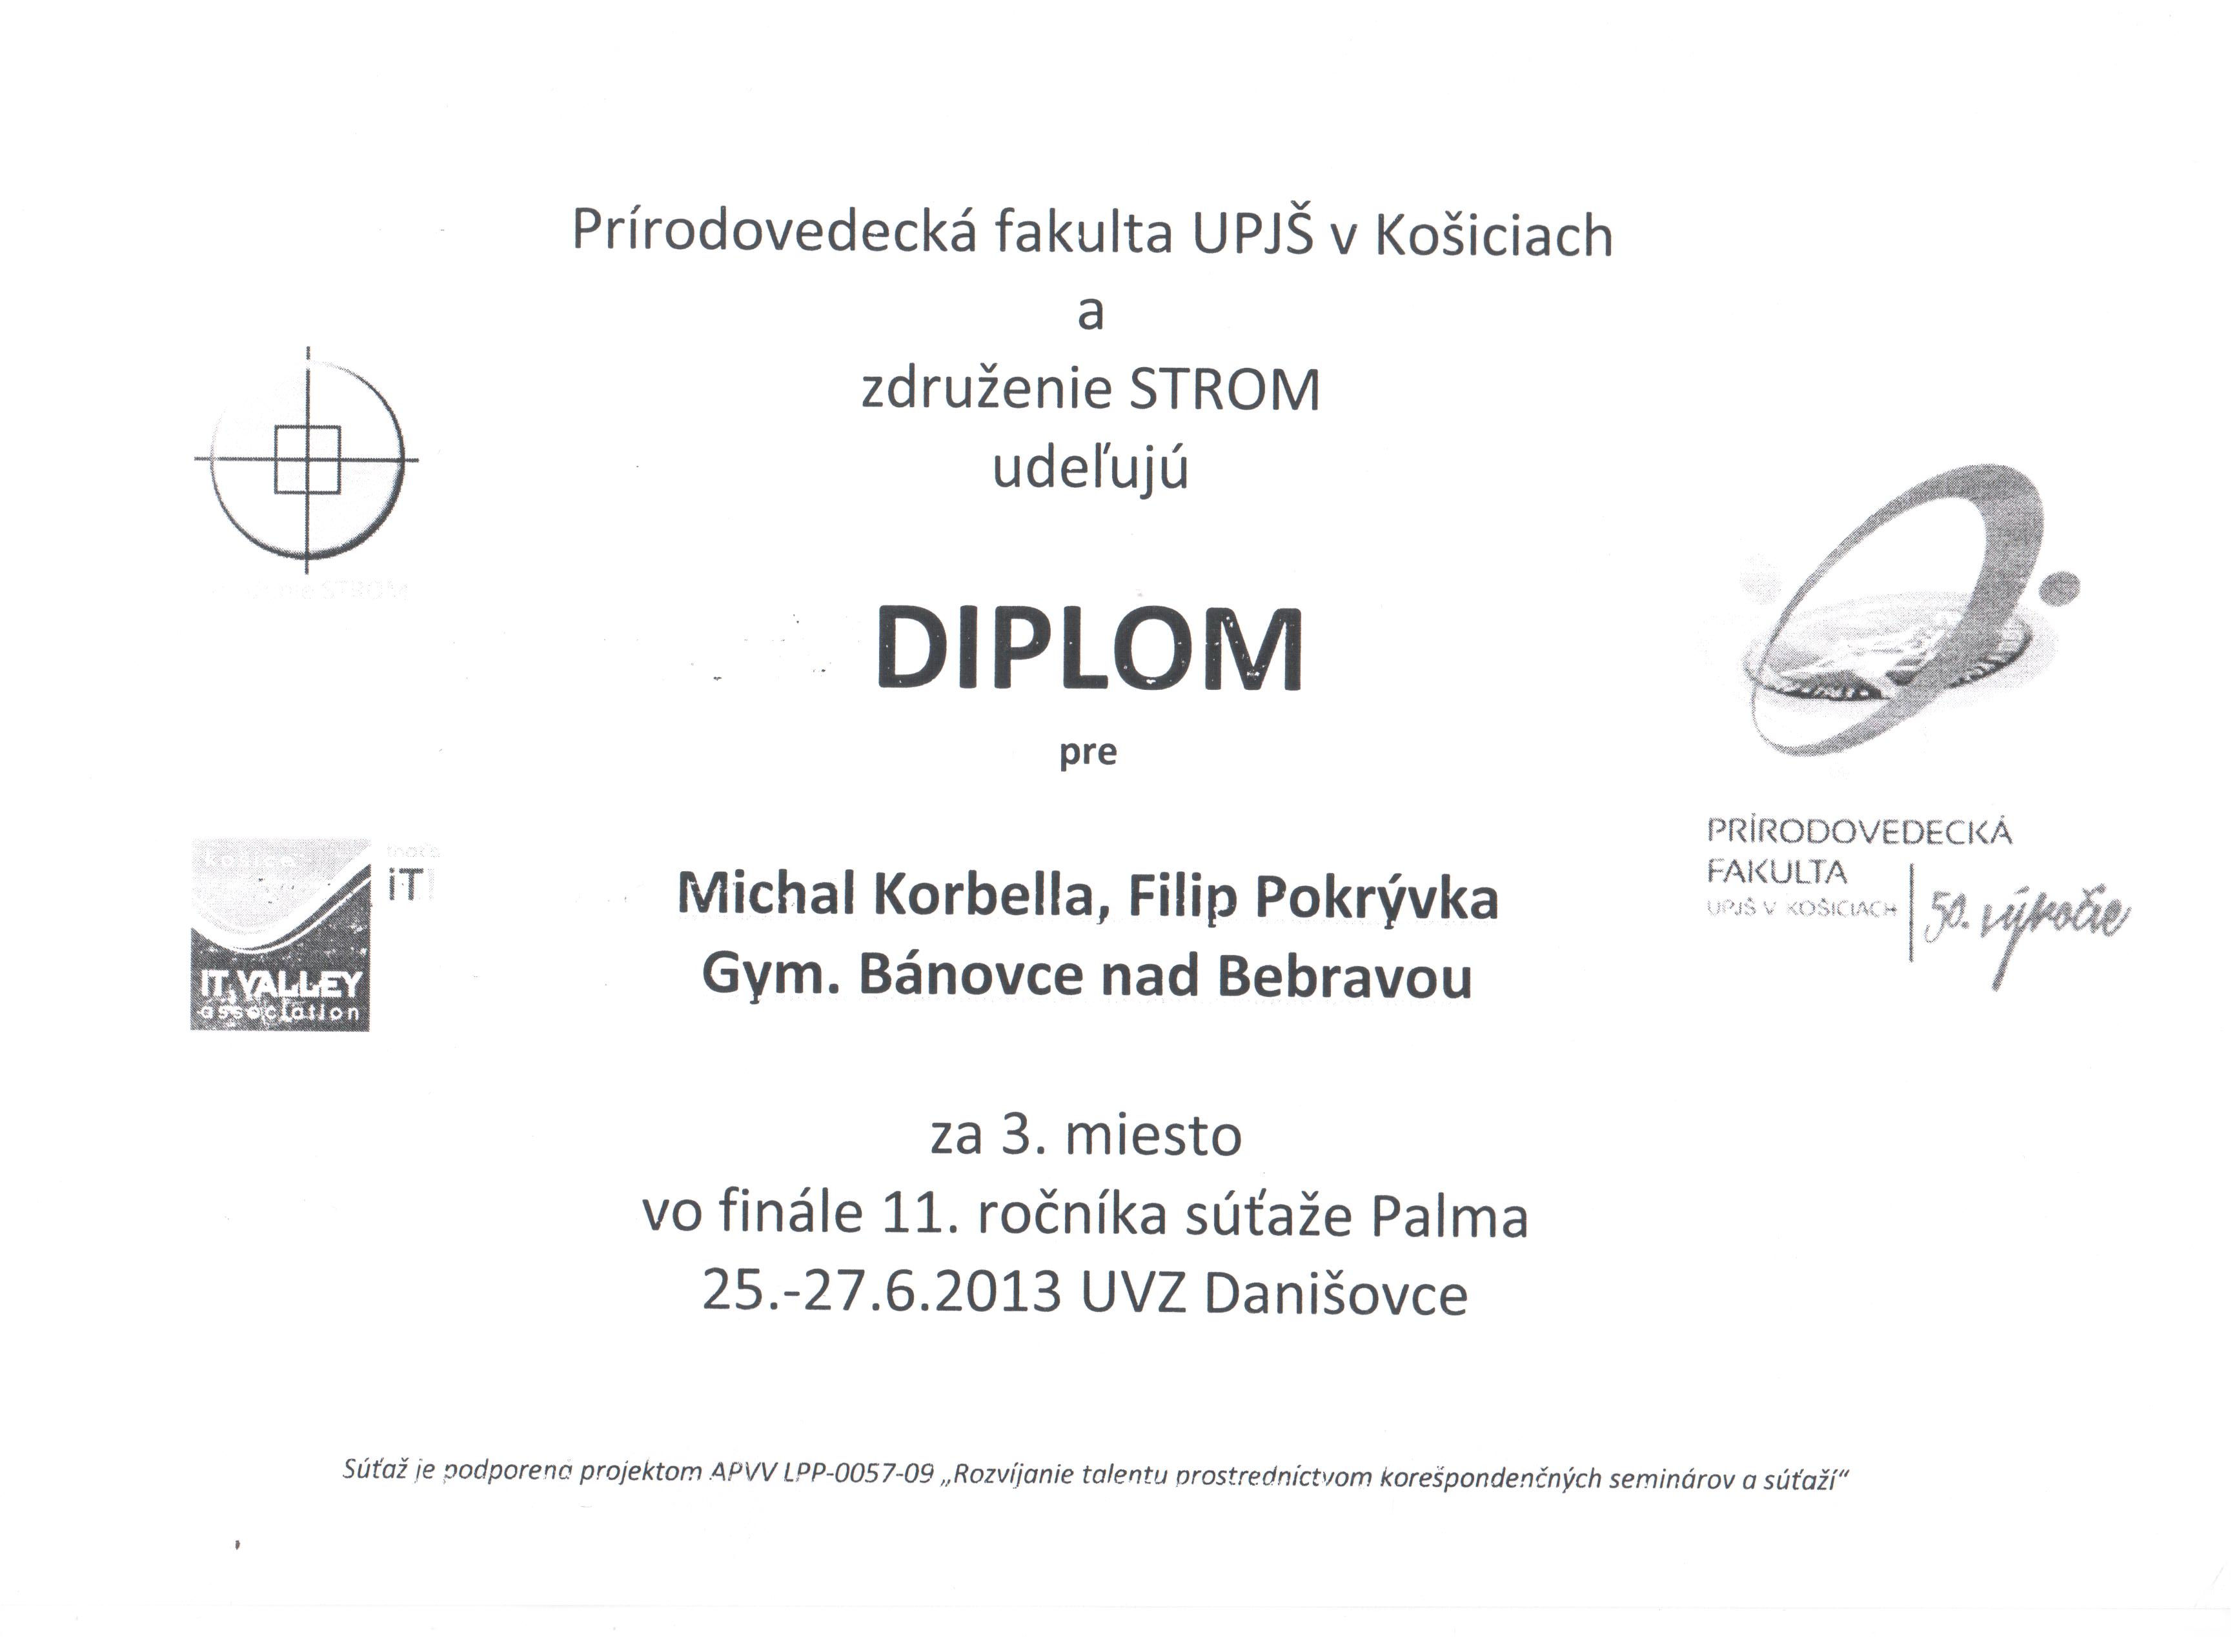 Prírodovedecká fakulta UPJŠ v Košiciach
a
združenie STROM
udeľujú
STROM
DIPLOM
pre
košice
iT
IT VALLEY
association
PRÍRODOVEDECKÁ
FAKULTA
UPJŠ V KOŠICIACH
50. výročie
Michal Korbella, Filip Pokrývka
Gym. Bánovce nad Bebravou
za 3. miesto
vo finále 11. ročníka súťaže Palma
25.-27.6.2013 UVZ Danišovce
Súťaž je podporená projektom APVV LPP-0057-09 „Rozvíjanie talentu prostredníctvom korešpondenčných seminárov a súťaží“